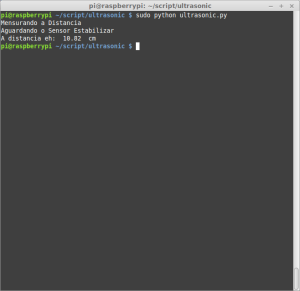 pi@raspberrypi: ~/script/ultrasonic
pi@raspberrypi ~/script/ultrasonic $ sudo python ultrasonic.py
Mensurando a Distancia
Aguardando o Sensor Estabilizar
A distancia eh:  10.82  cm
pi@raspberrypi ~/script/ultrasonic $